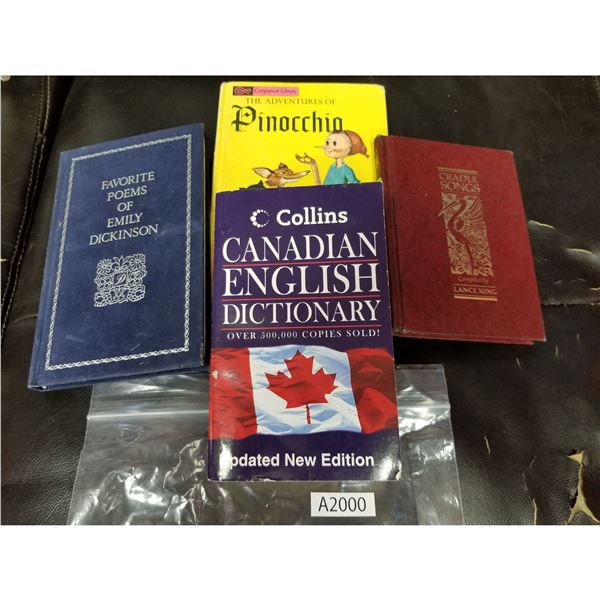 FAVORITE
POEMS
OF
EMILY
DICKINSON
D
Companion Library
THE ADVENTURES OF
Pinocchio
Collins
CANADIAN
ENGLISH
DICTIONARY
OVER 500,000 COPIES SOLD!
Updated New Edition
CRADLE
SONGS
Compiled by
LANCE KING
A2000